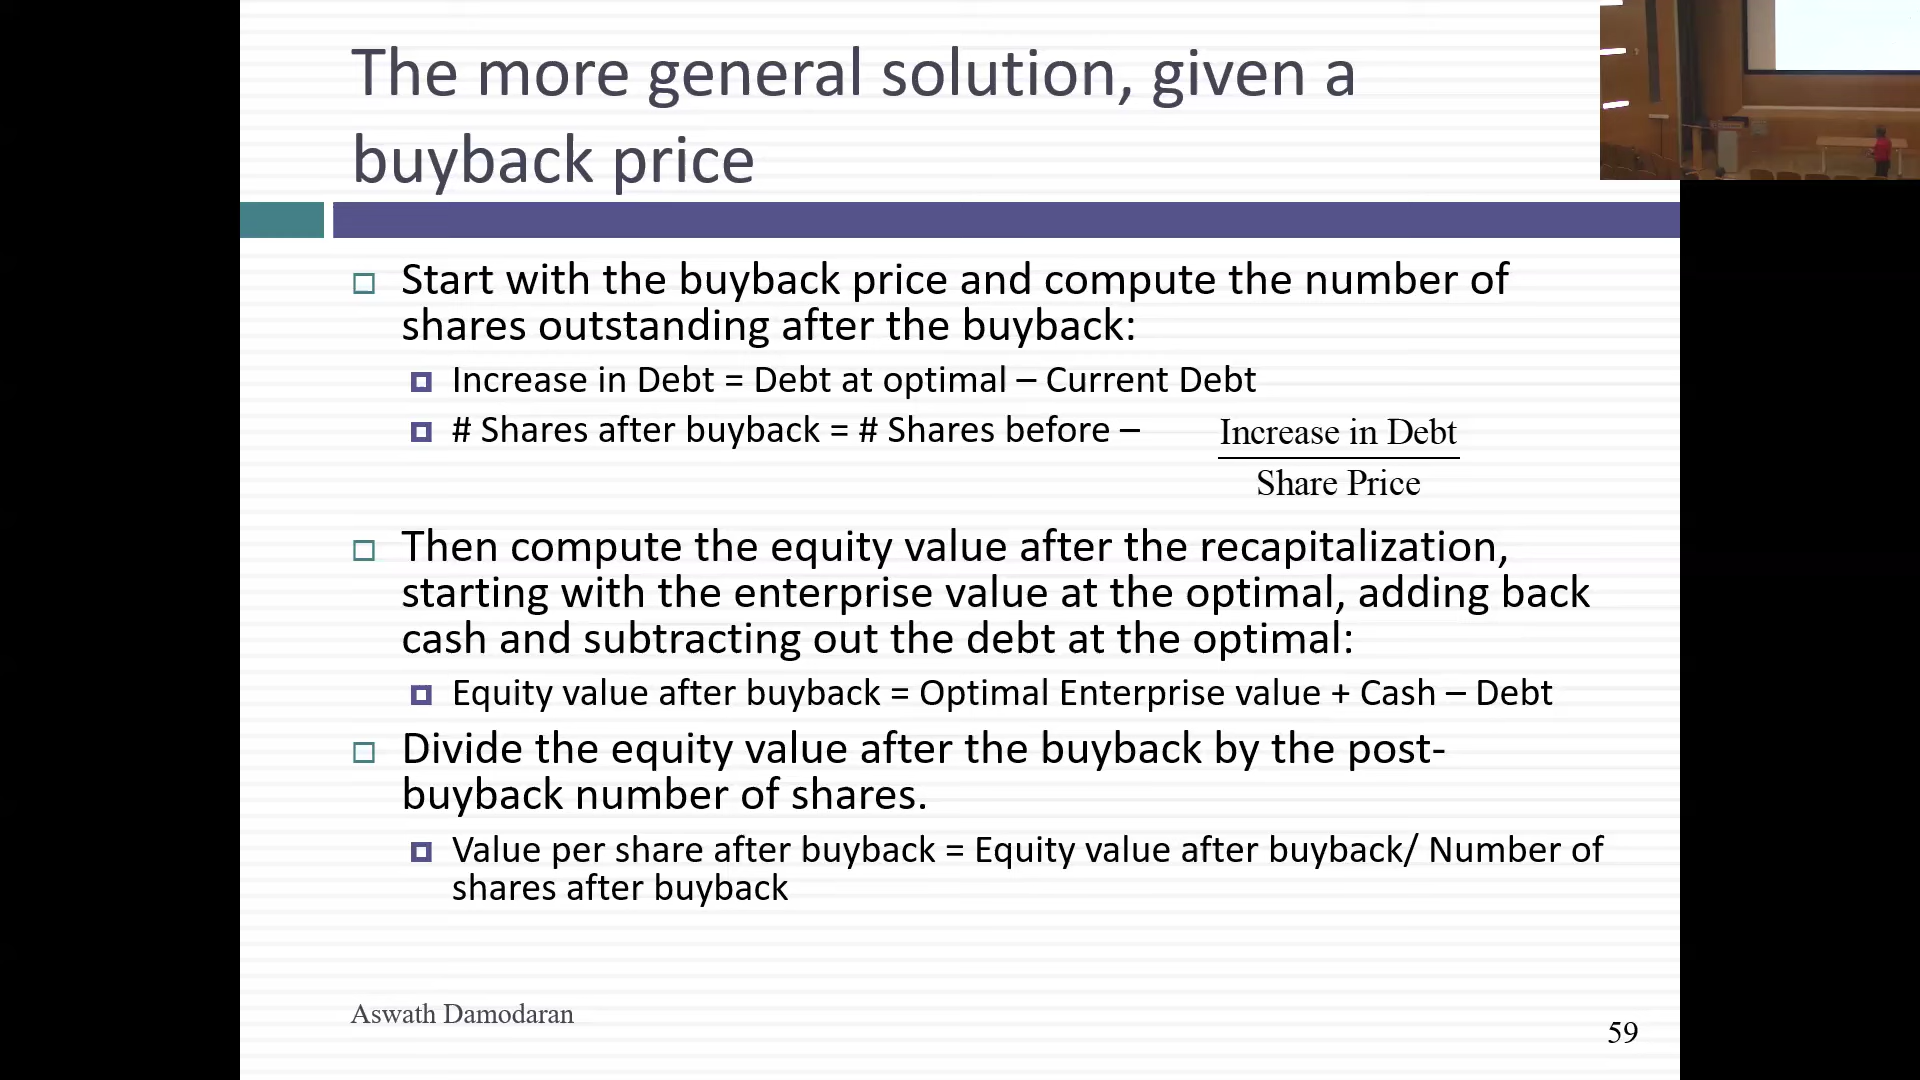 The more general solution, given a
buyback price
Start with the buyback price and compute the number of
shares outstanding after the buyback:
Increase in Debt = Debt at optimal – Current Debt
# Shares after buyback = # Shares before –
Increase in Debt
Share Price
Then compute the equity value after the recapitalization,
starting with the enterprise value at the optimal, adding back
cash and subtracting out the debt at the optimal:
Equity value after buyback = Optimal Enterprise value + Cash – Debt
Divide the equity value after the buyback by the post-
buyback number of shares.
Value per share after buyback = Equity value after buyback/ Number of
shares after buyback
Aswath Damodaran
59